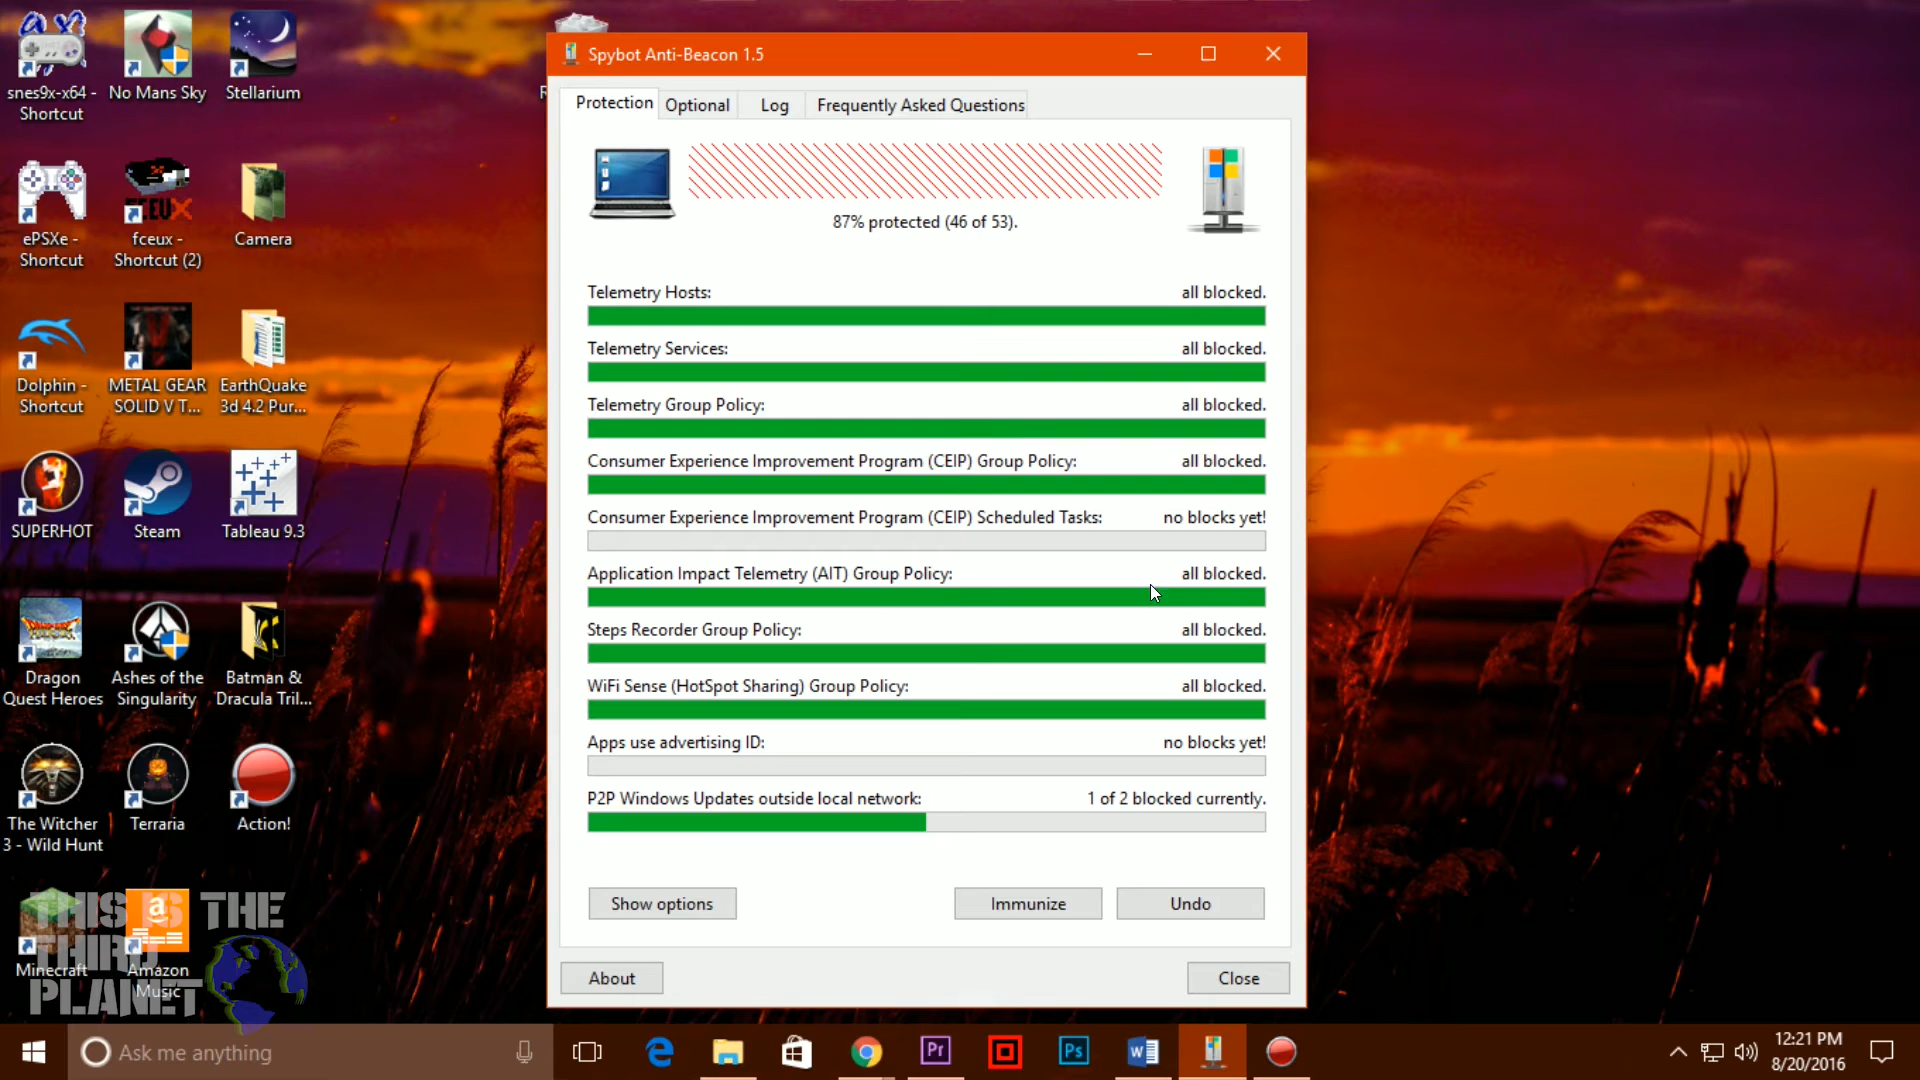 snes9x-x64 -
Shortcut
No Mans Sky
Stellarium
ePSXe -
Shortcut
fceux -
Shortcut (2)
Camera
Dolphin -
Shortcut
METAL GEAR
SOLID V T...
EarthQuake
3d 4.2 Pur...
SUPERHOT
Steam
Tableau 9.3
Dragon
Quest Heroes
Ashes of the
Singularity
Batman &
Dracula Tril...
The Witcher
3 - Wild Hunt
Terraria
Action!
Minecraft
Amazon
Music
THIS IS THE
THIRD
PLANET
Spybot Anti-Beacon 1.5
Protection
Optional
Log
Frequently Asked Questions
87% protected (46 of 53).
Telemetry Hosts: all blocked.
Telemetry Services: all blocked.
Telemetry Group Policy: all blocked.
Consumer Experience Improvement Program (CEIP) Group Policy: all blocked.
Consumer Experience Improvement Program (CEIP) Scheduled Tasks: no blocks yet!
Application Impact Telemetry (AIT) Group Policy: all blocked.
Steps Recorder Group Policy: all blocked.
WiFi Sense (HotSpot Sharing) Group Policy: all blocked.
Apps use advertising ID: no blocks yet!
P2P Windows Updates outside local network: 1 of 2 blocked currently.
Show options
Immunize
Undo
About
Close
Ask me anything
Pr
Ps
12:21 PM
8/20/2016